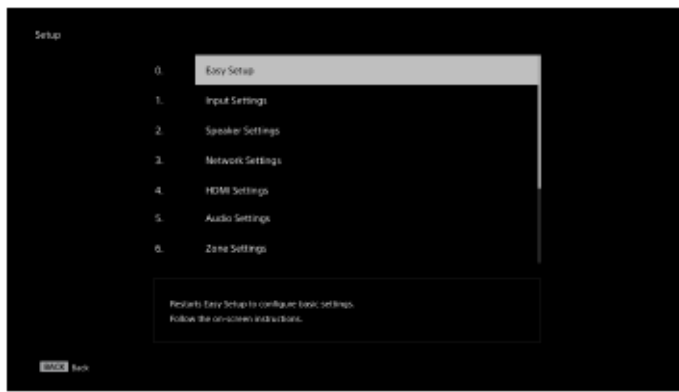 Setup
0. Easy Setup
1. Input Settings
2. Speaker Settings
3. Network Settings
4. HDMI Settings
5. Audio Settings
6. Zone Settings
Restarts Easy Setup to configure basic settings.
Follow the on-screen instructions.
BACK Back